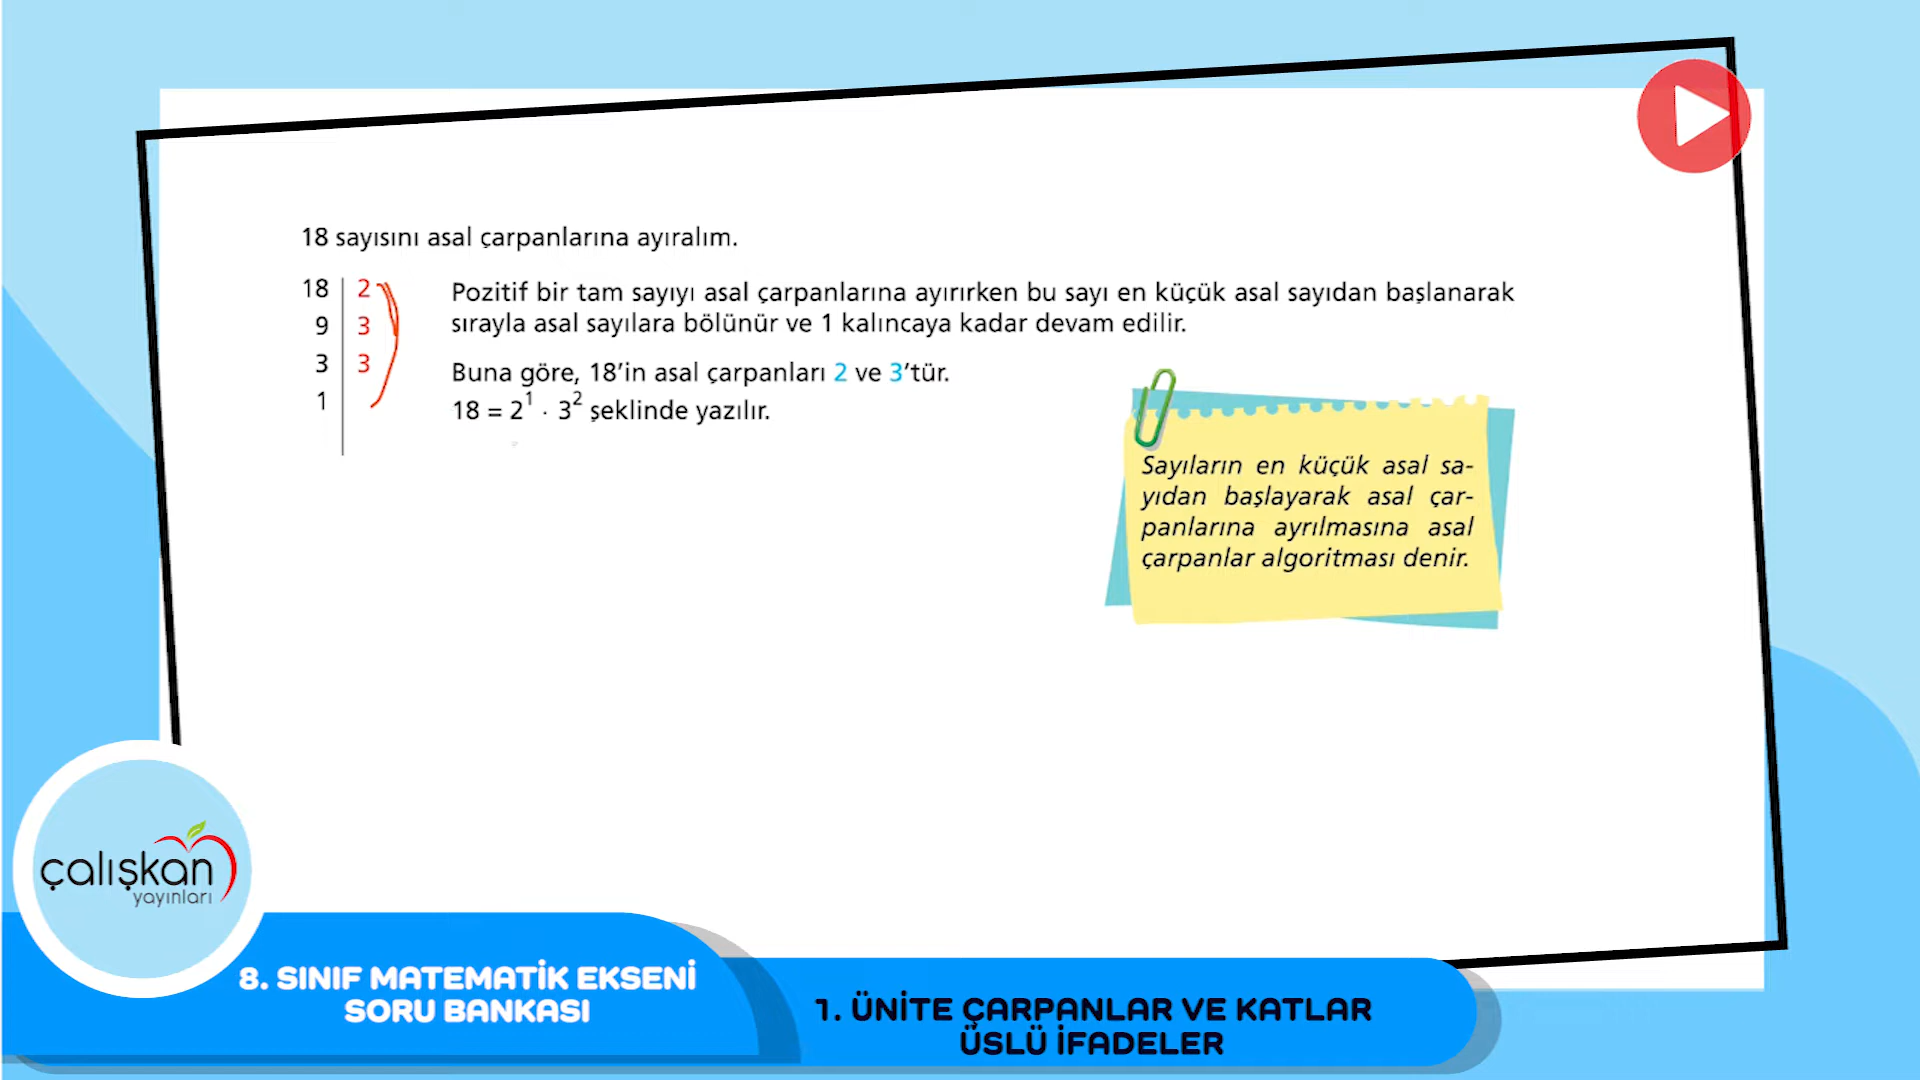 18 sayısını asal çarpanlarına ayıralım.
18 2
9 3
3 3
1
Pozitif bir tam sayıyı asal çarpanlarına ayırırken bu sayı en küçük asal sayıdan başlanarak
sırayla asal sayılara bölünür ve 1 kalıncaya kadar devam edilir.
Buna göre, 18'in asal çarpanları 2 ve 3'tür.
18 = 2¹ · 3² şeklinde yazılır.
Sayıların en küçük asal sa-
yıdan başlayarak asal çar-
panlarına ayrılmasına asal
çarpanlar algoritması denir.
çalışkan
yayınları
8. SINIF MATEMATİK EKSENİ
SORU BANKASI
1. ÜNİTE ÇARPANLAR VE KATLAR
ÜSLÜ İFADELER